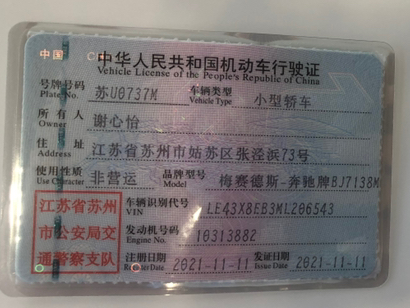 中国 CHINA
中华人民共和国机动车行驶证
Vehicle License of the People's Republic of China
号牌号码 苏U0737M 车辆类型 小型轿车
Plate No. Vehicle Type
所有人 谢心怡
Owner
住址 江苏省苏州市姑苏区张泾浜73号
Address
使用性质 非营运 品牌型号 梅赛德斯-奔驰牌BJ7138M
Use Character Model
江苏省苏州 车辆识别代号 LE43X8EB3ML206543
VIN
市公安局交 发动机号码 10313882
Engine No.
通警察支队 注册日期 2021-11-11 发证日期 2021-11-11
Register Date Issue Date